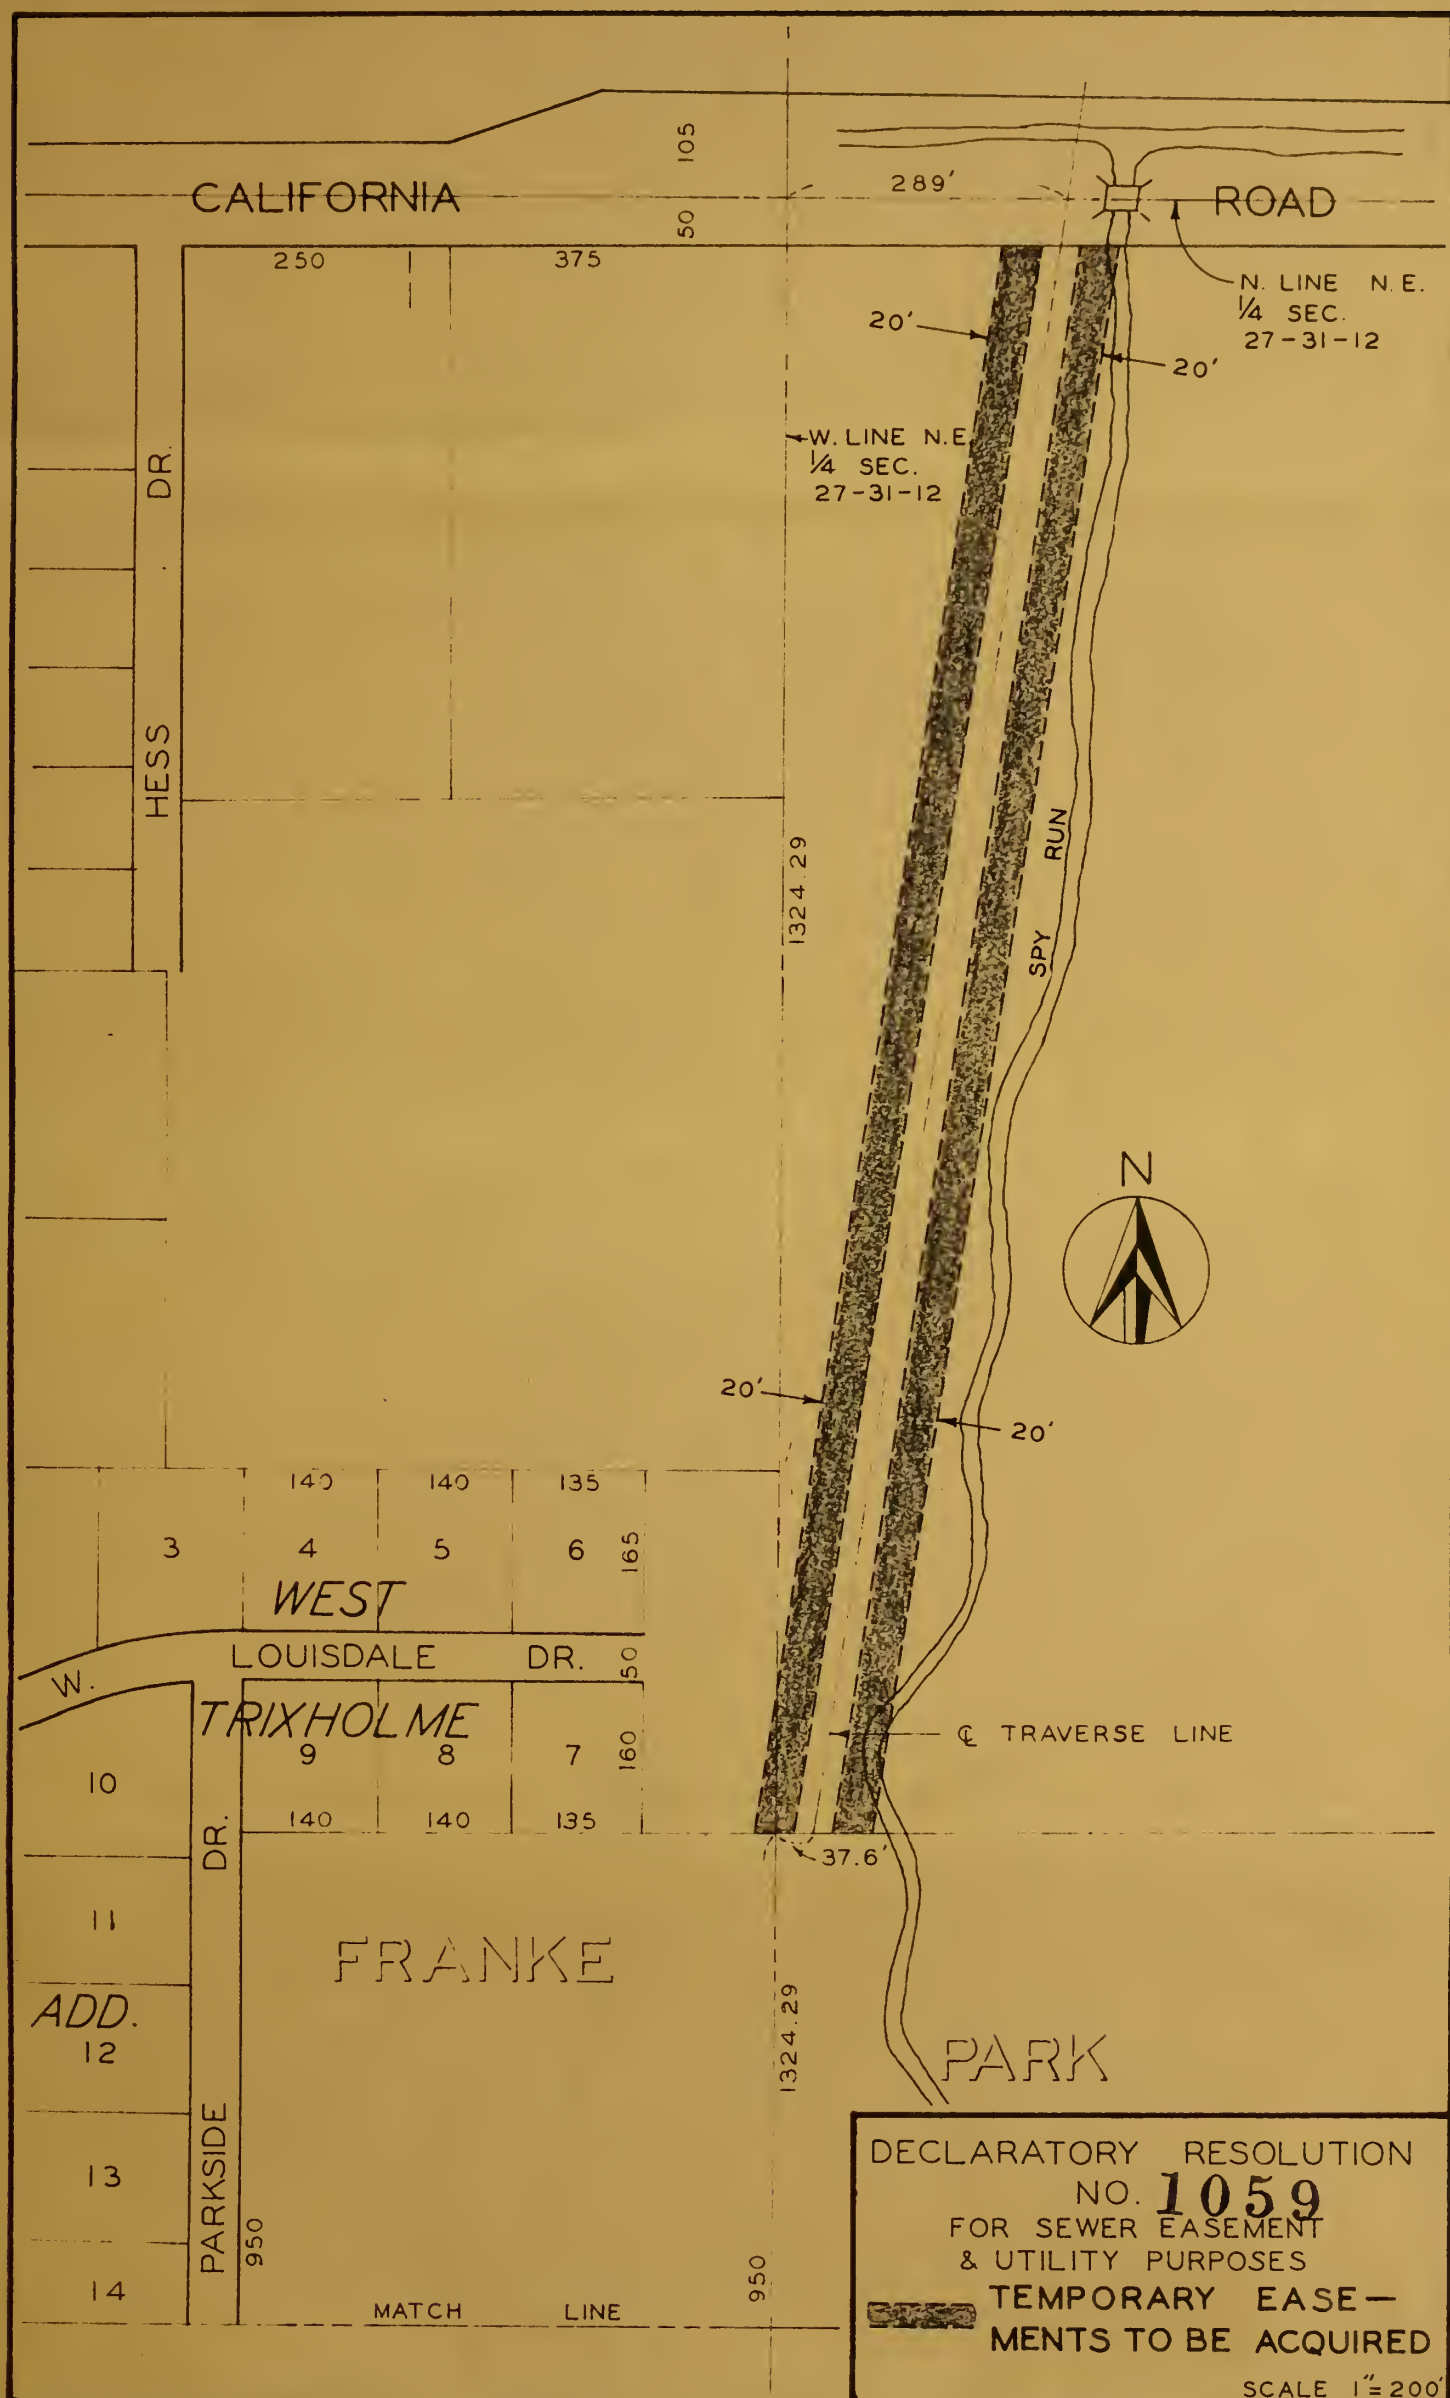 105
289'
CALIFORNIA ROAD
50
250 375
N. LINE N.E.
1/4 SEC.
27-31-12
20'
20'
W. LINE N.E.
1/4 SEC.
27-31-12
HESS DR.
1324.29
SPY RUN
N
20'
20'
140 140 135
3 4 5 6 165
WEST
W. LOUISDALE DR. 50
TRIXHOLME
℄ TRAVERSE LINE
10 9 8 7 160
140 140 135
37.6'
11
FRANKE
ADD.
12
1324.29
PARK
13
PARKSIDE DR.
950
950
14
MATCH LINE
DECLARATORY RESOLUTION
NO. 1059
FOR SEWER EASEMENT
& UTILITY PURPOSES
TEMPORARY EASE-
MENTS TO BE ACQUIRED
SCALE 1"=200'